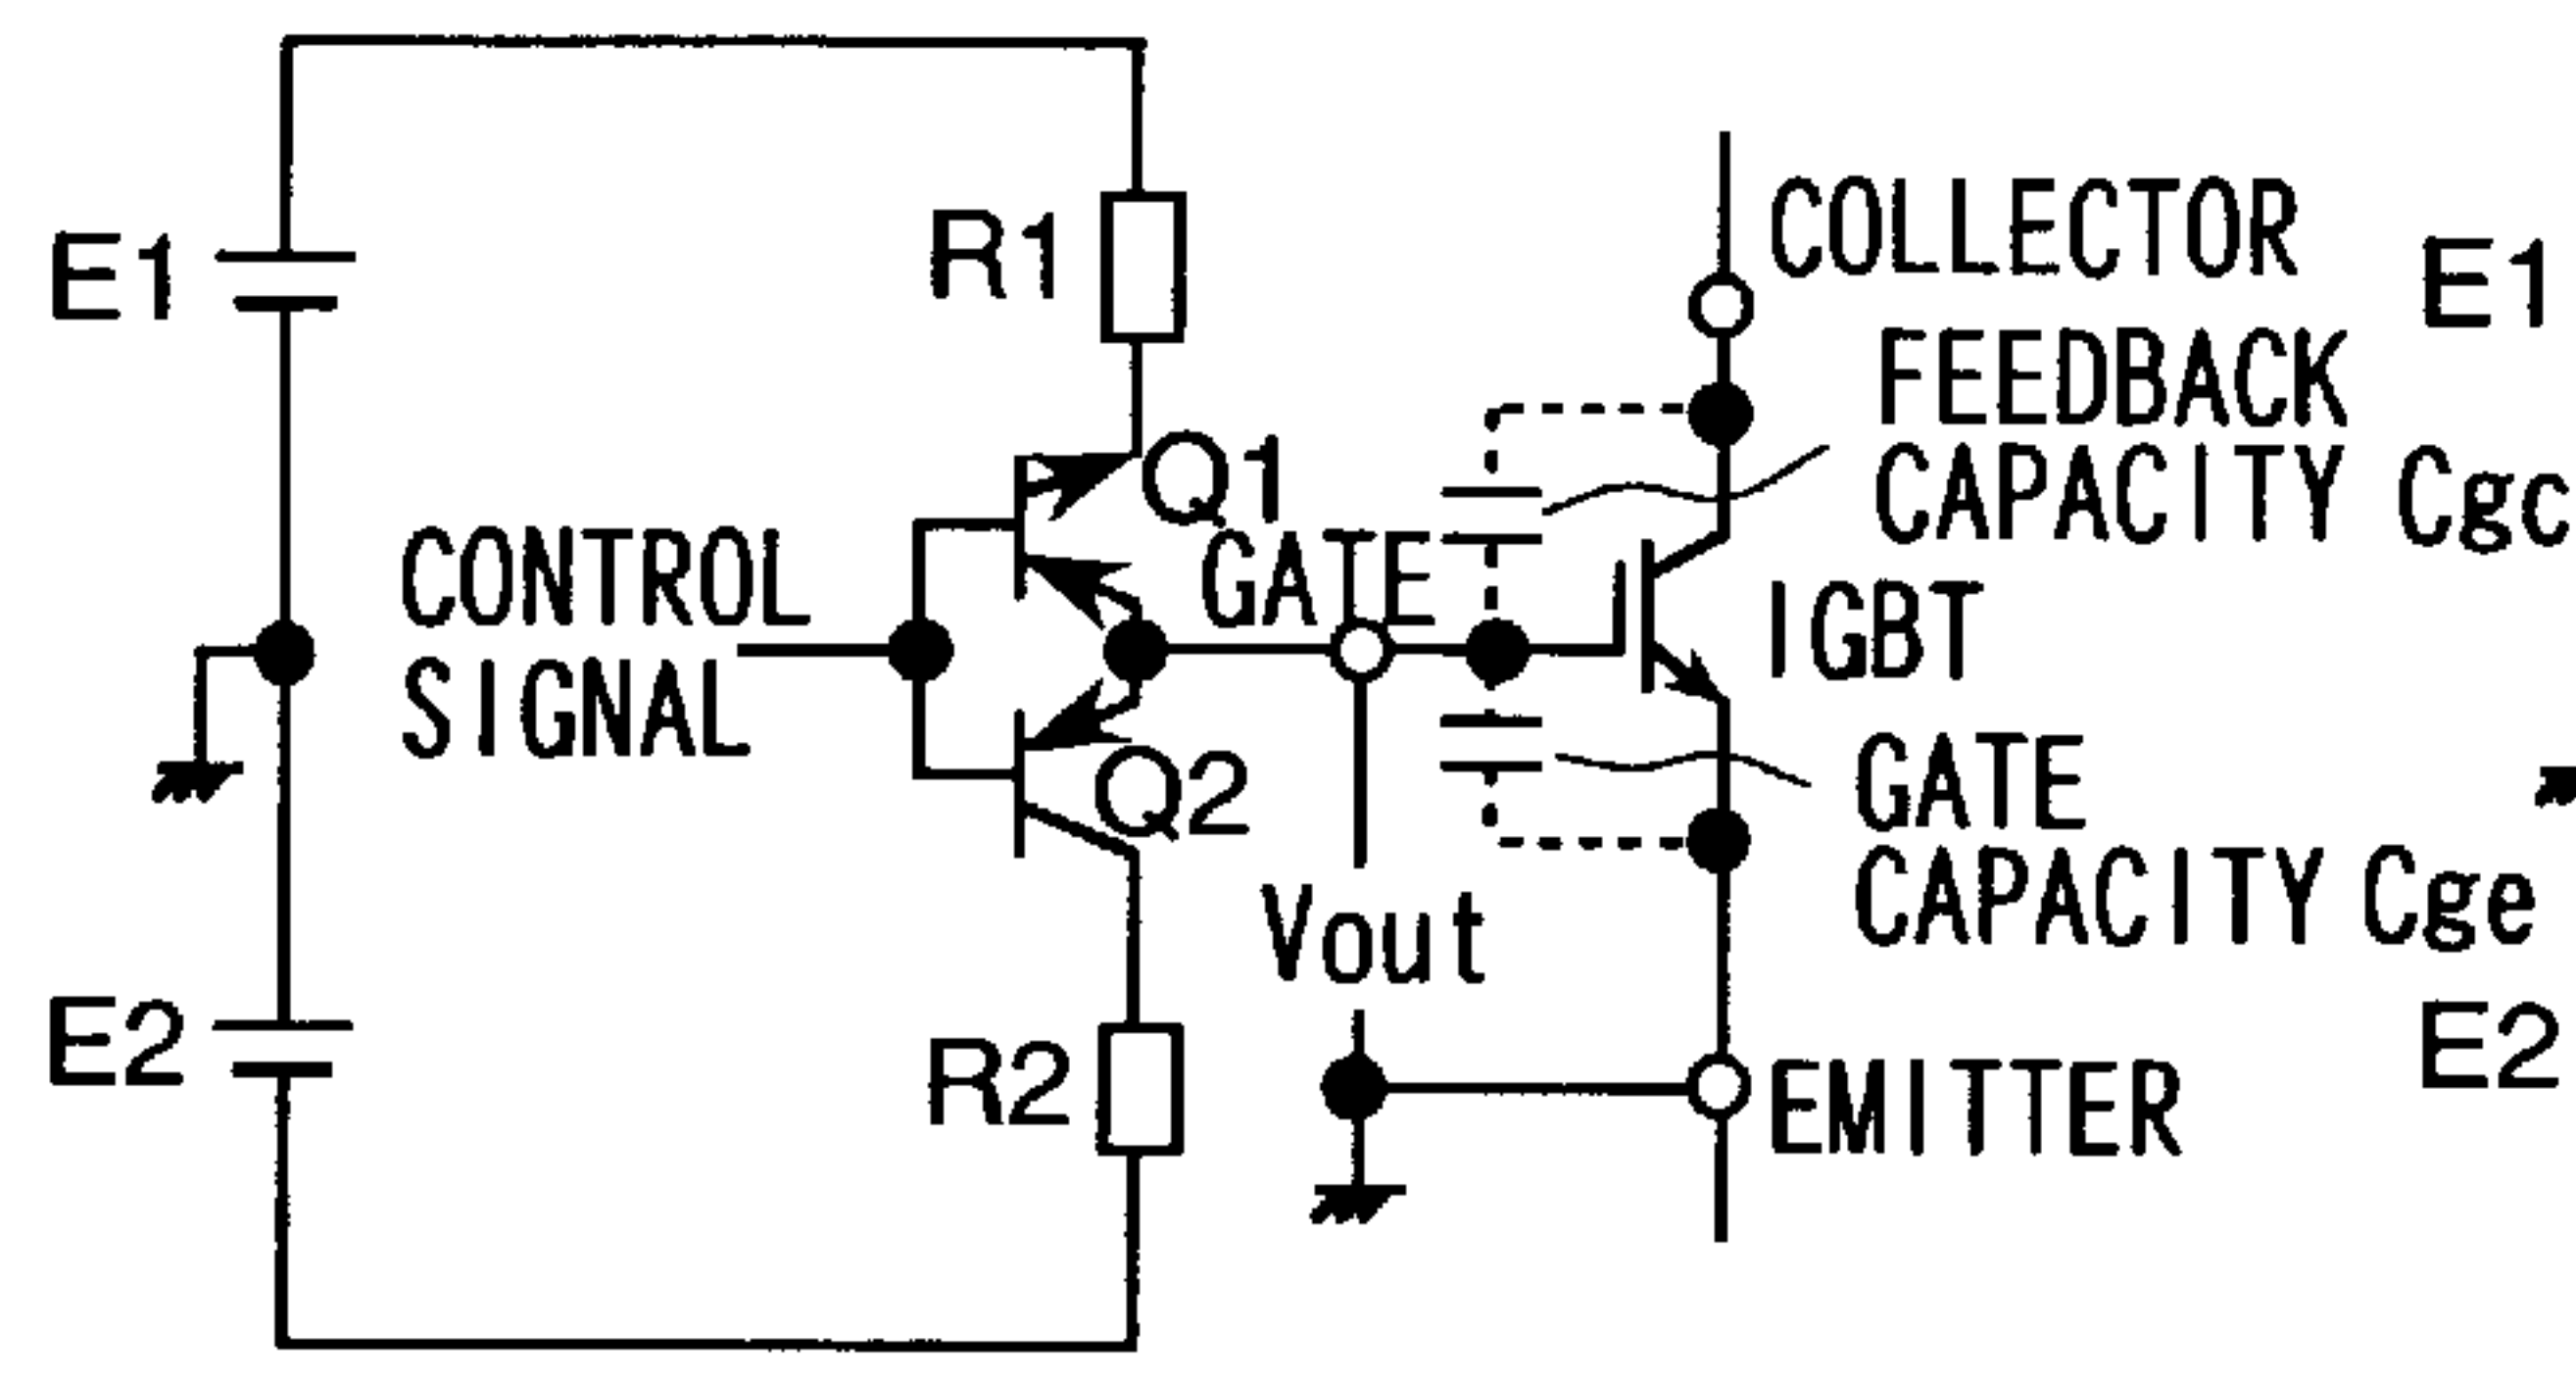 E1
R1
COLLECTOR
E1
FEEDBACK
CAPACITY Cgc
Q1
GATE
CONTROL
SIGNAL
IGBT
Q2
GATE
CAPACITY Cge
Vout
E2
R2
EMITTER
E2